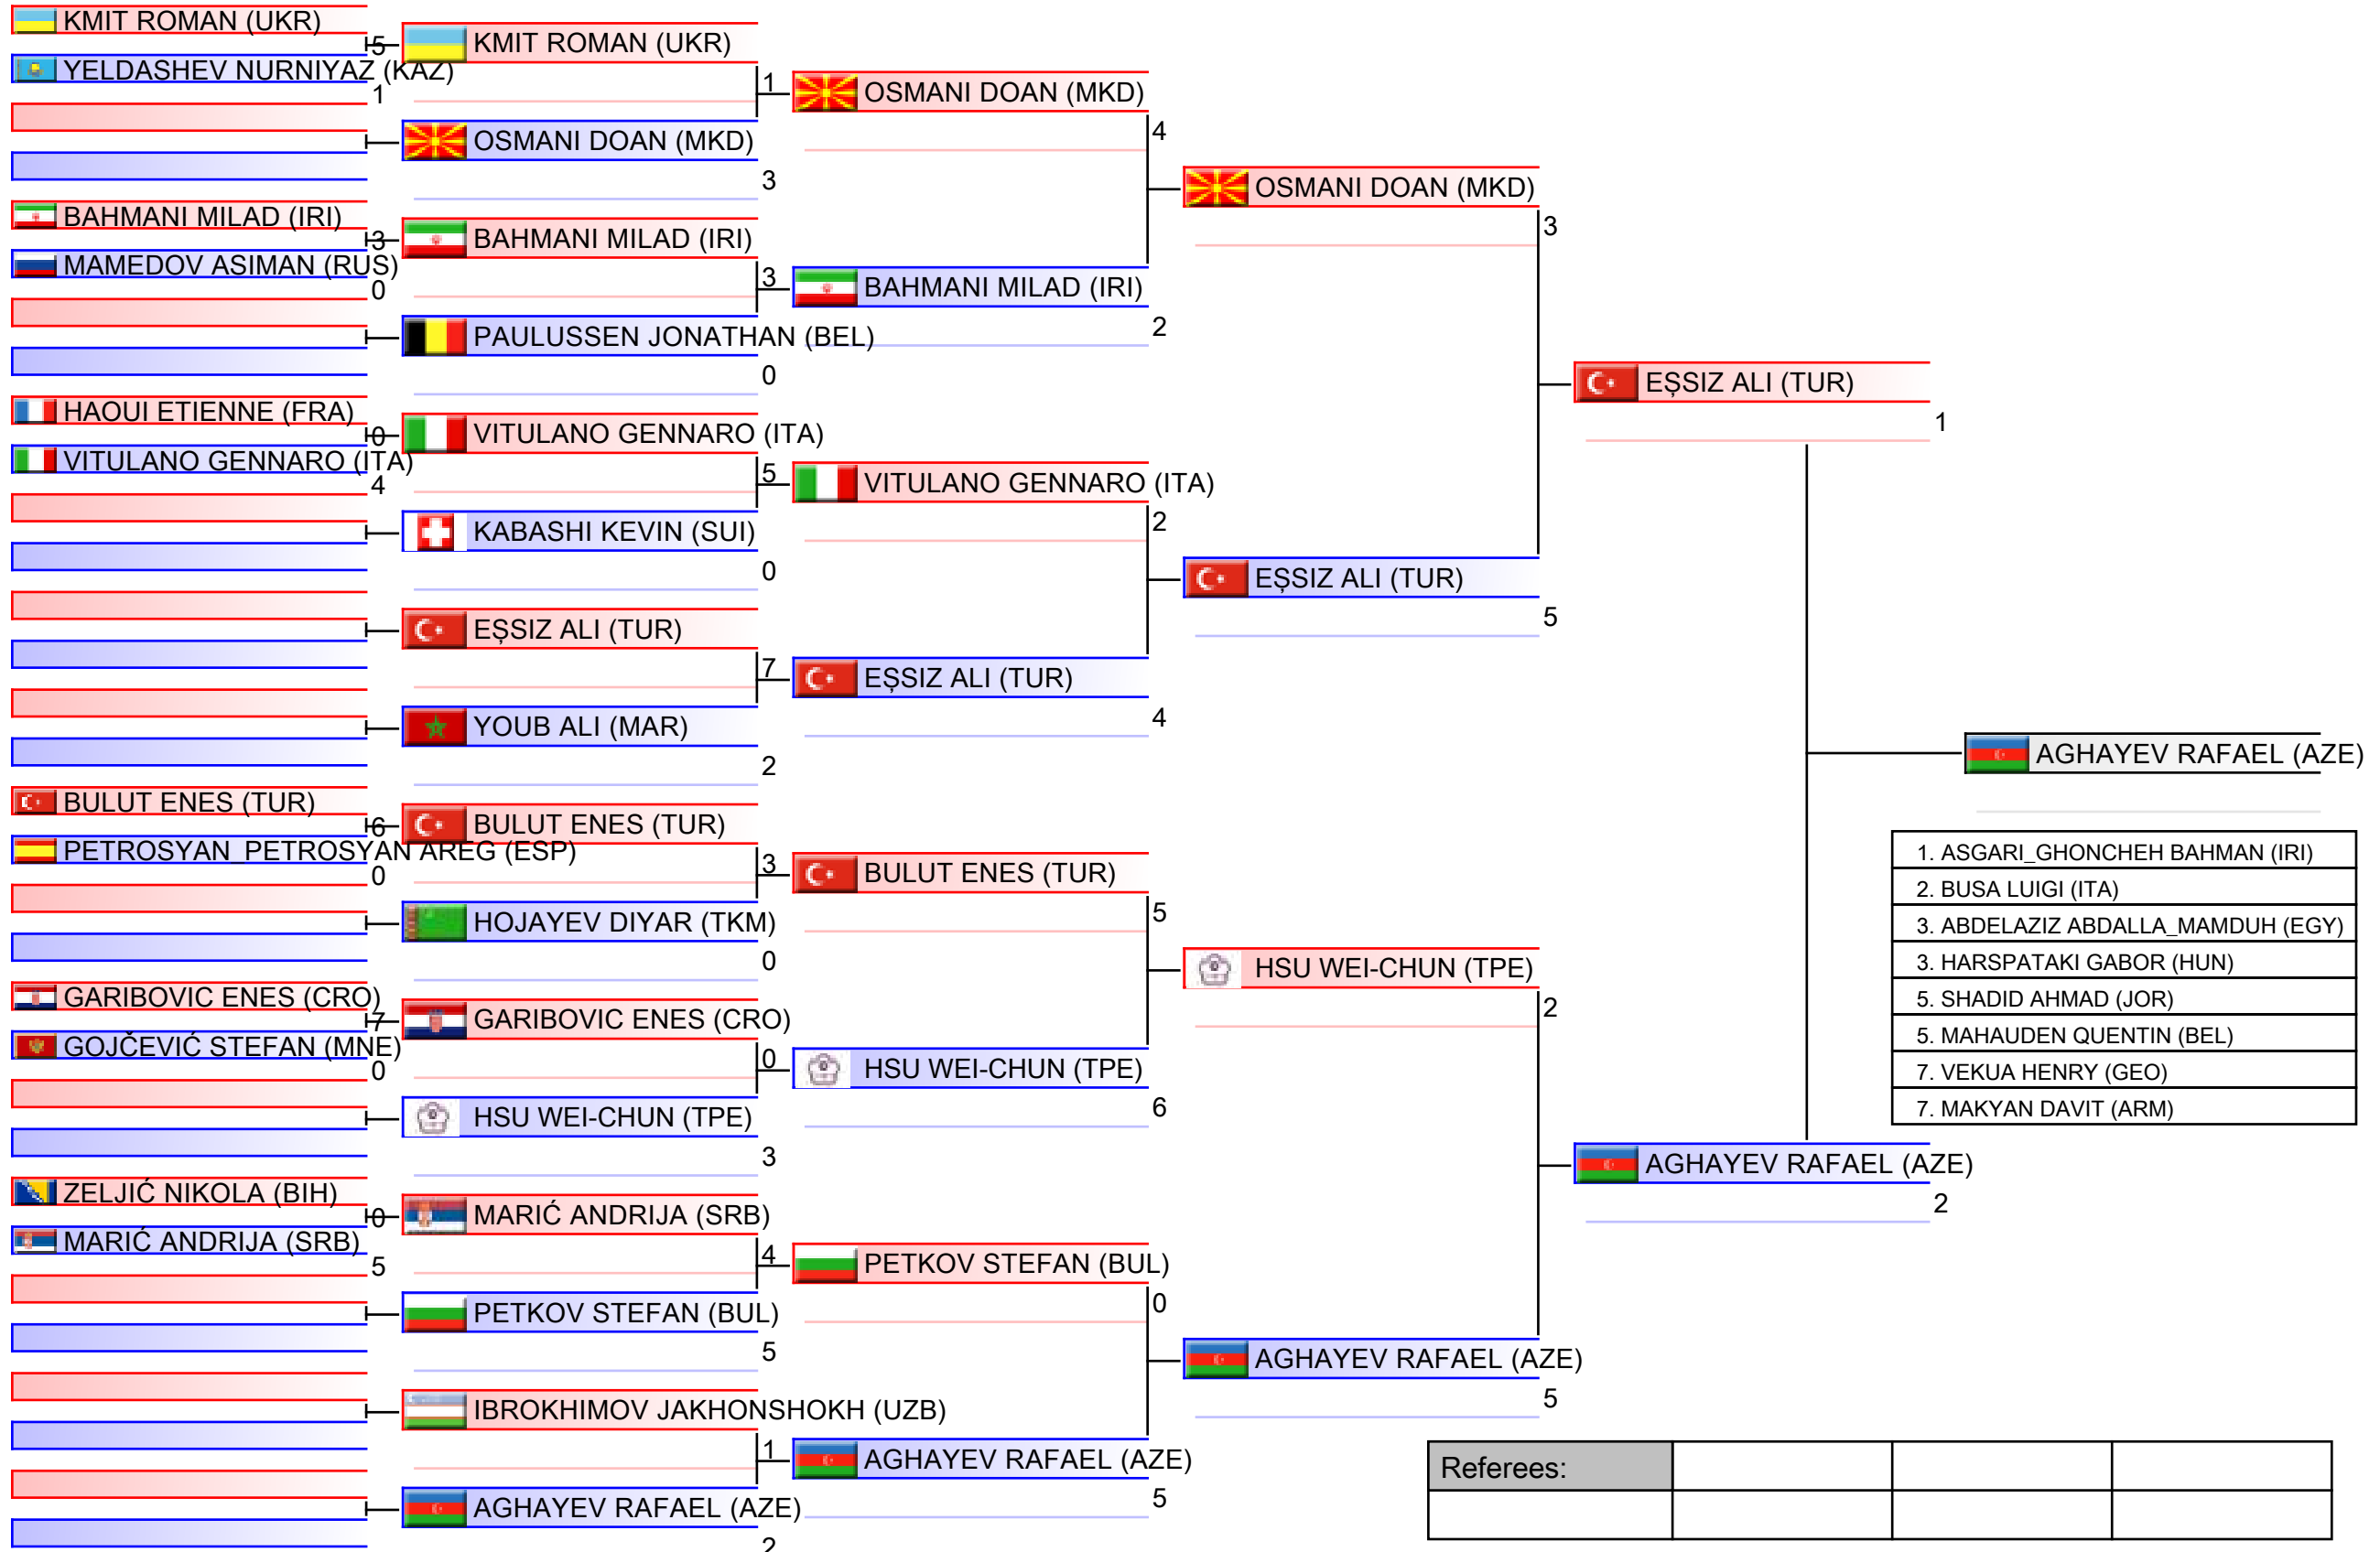 KMIT ROMAN (UKR)
5
YELDASHEV NURNIYAZ (KAZ)
1
BAHMANI MILAD (IRI)
3
MAMEDOV ASIMAN (RUS)
0
HAOUI ETIENNE (FRA)
0
VITULANO GENNARO (ITA)
4
BULUT ENES (TUR)
6
PETROSYAN_PETROSYAN AREG (ESP)
0
GARIBOVIC ENES (CRO)
7
GOJČEVIĆ STEFAN (MNE)
0
ZELJIĆ NIKOLA (BIH)
0
MARIĆ ANDRIJA (SRB)
5
KMIT ROMAN (UKR)
1
OSMANI DOAN (MKD)
3
BAHMANI MILAD (IRI)
3
PAULUSSEN JONATHAN (BEL)
0
VITULANO GENNARO (ITA)
5
KABASHI KEVIN (SUI)
0
EŞSIZ ALI (TUR)
7
YOUB ALI (MAR)
2
BULUT ENES (TUR)
3
HOJAYEV DIYAR (TKM)
0
GARIBOVIC ENES (CRO)
0
HSU WEI-CHUN (TPE)
3
MARIĆ ANDRIJA (SRB)
4
PETKOV STEFAN (BUL)
5
IBROKHIMOV JAKHONSHOKH (UZB)
1
AGHAYEV RAFAEL (AZE)
2
OSMANI DOAN (MKD)
4
BAHMANI MILAD (IRI)
2
VITULANO GENNARO (ITA)
2
EŞSIZ ALI (TUR)
4
BULUT ENES (TUR)
5
HSU WEI-CHUN (TPE)
6
PETKOV STEFAN (BUL)
0
AGHAYEV RAFAEL (AZE)
5
OSMANI DOAN (MKD)
3
EŞSIZ ALI (TUR)
5
HSU WEI-CHUN (TPE)
2
AGHAYEV RAFAEL (AZE)
5
EŞSIZ ALI (TUR)
1
AGHAYEV RAFAEL (AZE)
2
AGHAYEV RAFAEL (AZE)
1. ASGARI_GHONCHEH BAHMAN (IRI)
2. BUSA LUIGI (ITA)
3. ABDELAZIZ ABDALLA_MAMDUH (EGY)
3. HARSPATAKI GABOR (HUN)
5. SHADID AHMAD (JOR)
5. MAHAUDEN QUENTIN (BEL)
7. VEKUA HENRY (GEO)
7. MAKYAN DAVIT (ARM)
Referees: